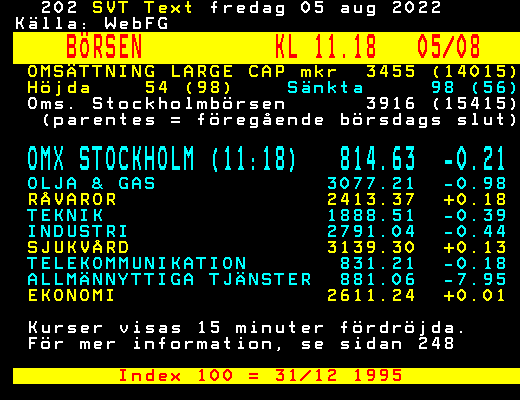 202 SVT Text fredag 05 aug 2022
Källa: WebFG
BöRSEN KL 11.18 05/08
OMSÄTTNING LARGE CAP mkr 3455 (14015)
Höjda 54 (98) Sänkta 98 (56)
Oms. Stockholmbörsen 3916 (15415)
(parentes = föregående börsdags slut)
OMX STOCKHOLM (11:18) 814.63 -0.21
OLJA & GAS 3077.21 -0.98
RÅVAROR 2413.37 +0.18
TEKNIK 1888.51 -0.39
INDUSTRI 2791.04 -0.44
SJUKVÅRD 3139.30 +0.13
TELEKOMMUNIKATION 831.21 -0.18
ALLMÄNNYTTIGA TJÄNSTER 881.06 -7.95
EKONOMI 2611.24 +0.01
Kurser visas 15 minuter fördröjda.
För mer information, se sidan 248
Index 100 = 31/12 1995